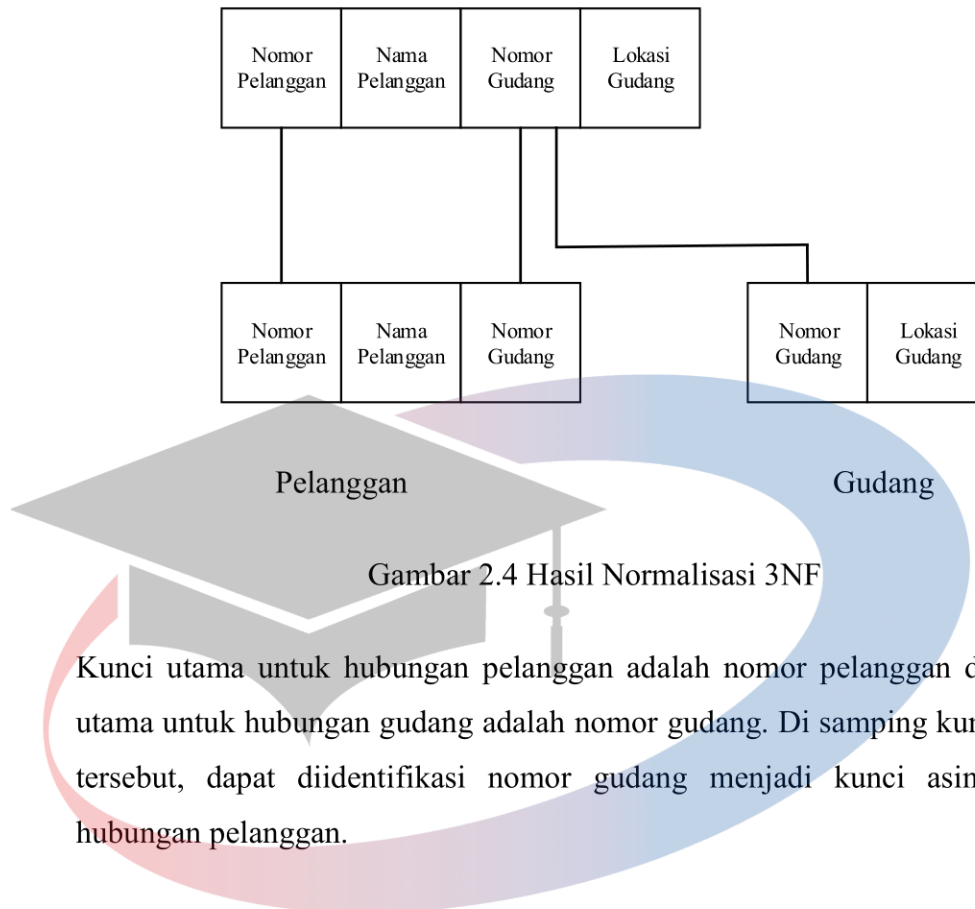 Nomor Nama Nomor Lokasi
Pelanggan Pelanggan Gudang Gudang
Nomor Nama Nomor Nomor Lokasi
Pelanggan Pelanggan Gudang Gudang Gudang
Pelanggan Gudang
Gambar 2.4 Hasil Normalisasi 3NF
Kunci utama untuk hubungan pelanggan adalah nomor pelanggan d
utama untuk hubungan gudang adalah nomor gudang. Di samping kun
tersebut, dapat diidentifikasi nomor gudang menjadi kunci asin
hubungan pelanggan.